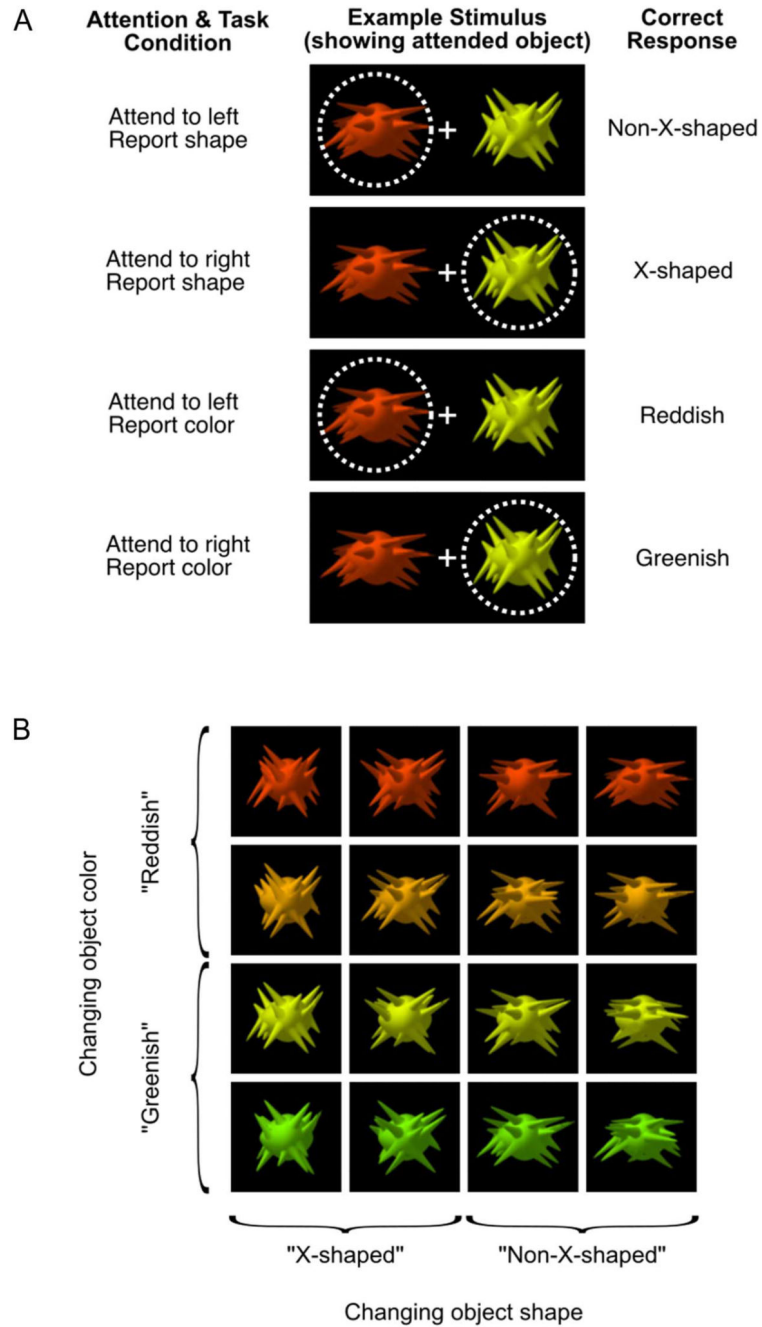 A
Attention & Task
Condition
Example Stimulus
(showing attended object)
Correct
Response
Attend to left
Report shape
+
Non-X-shaped
Attend to right
Report shape
+
X-shaped
Attend to left
Report color
+
Reddish
Attend to right
Report color
+
Greenish
B
Changing object color
"Reddish"
"Greenish"
"X-shaped"
"Non-X-shaped"
Changing object shape